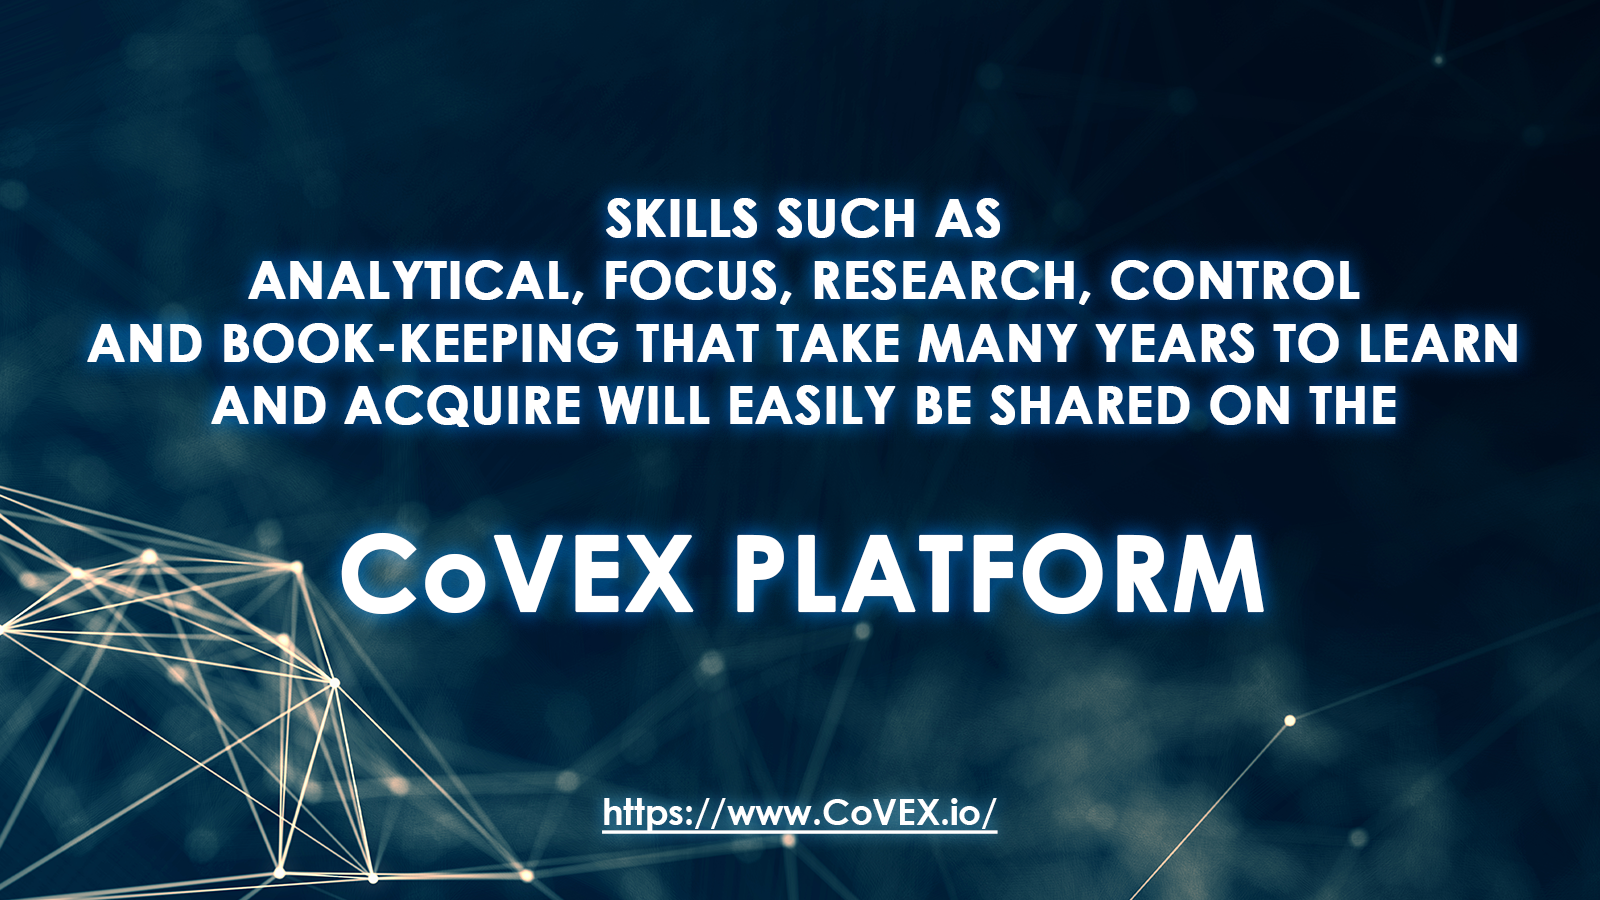 SKILLS SUCH AS
ANALYTICAL, FOCUS, RESEARCH, CONTROL
AND BOOK-KEEPING THAT TAKE MANY YEARS TO LEARN
AND ACQUIRE WILL EASILY BE SHARED ON THE
CoVEX PLATFORM
https://www.CoVEX.io/